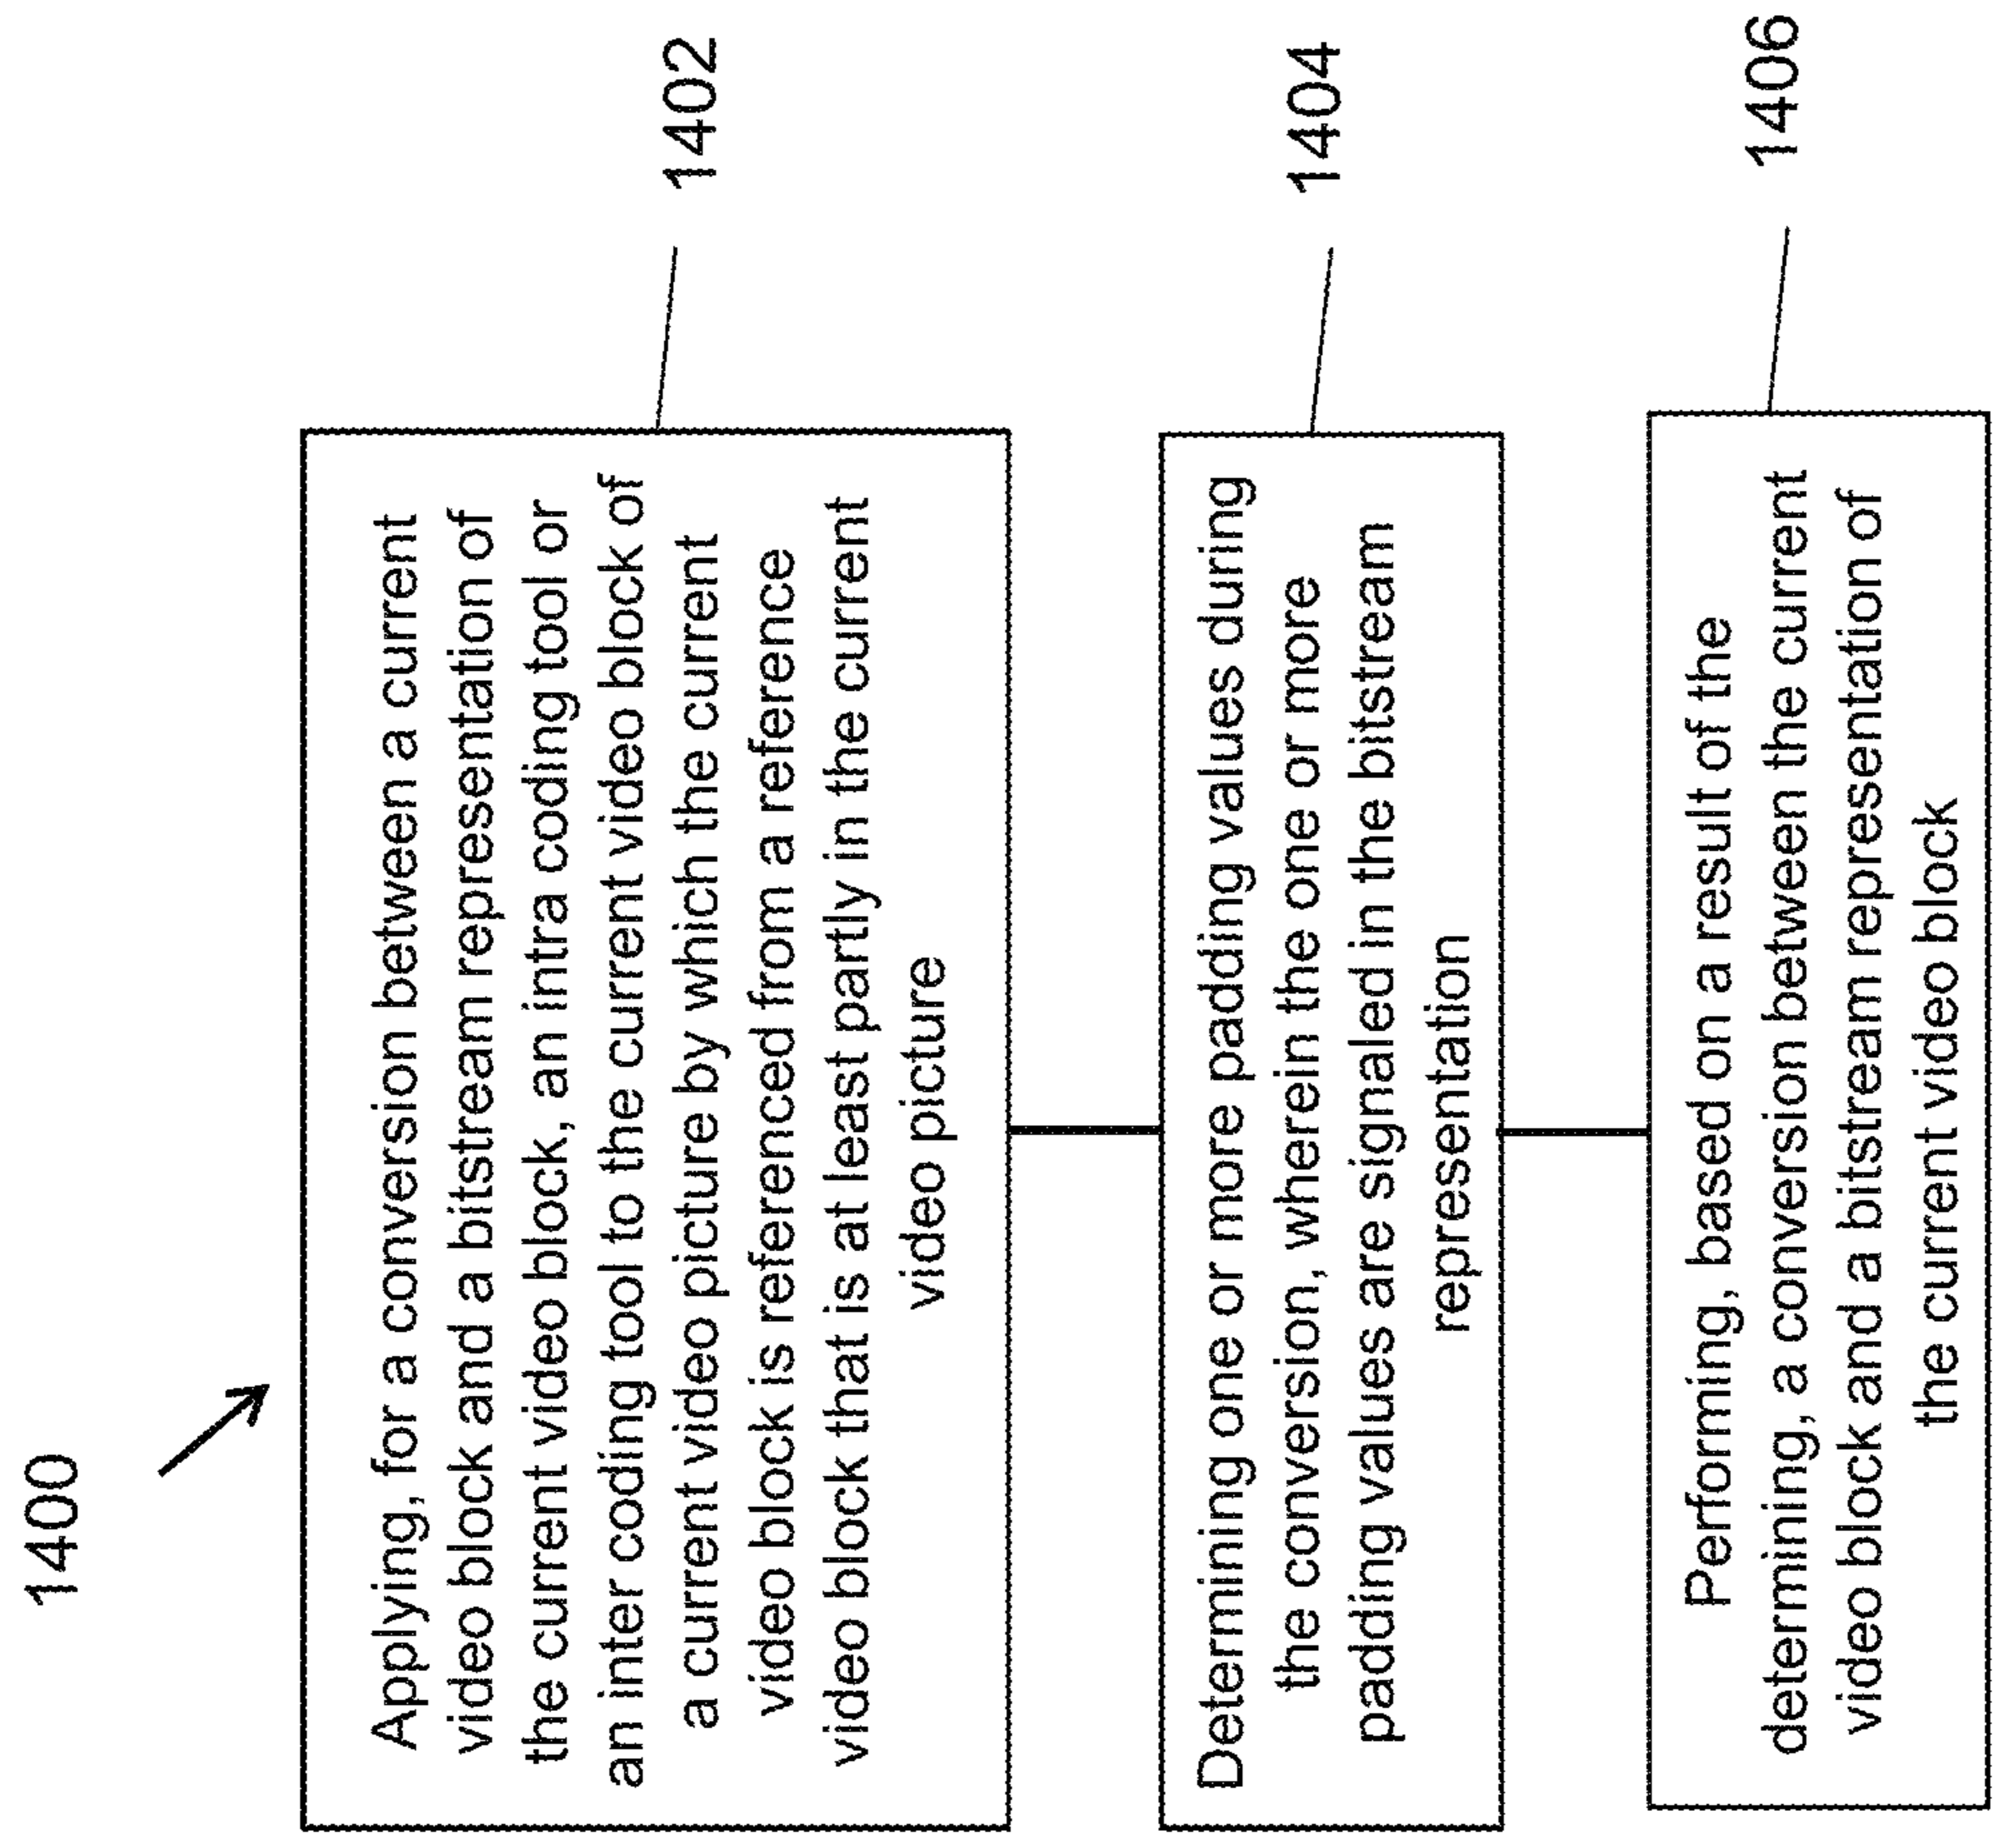 1400
Applying, for a conversion between a current
video block and a bitstream representation of
the current video block, an intra coding tool or
an inter coding tool to the current video block of
a current video picture by which the current
video block is referenced from a reference
video block that is at least partly in the current
video picture
1402
Determining one or more padding values during
the conversion, wherein the one or more
padding values are signaled in the bitstream
representation
1404
Performing, based on a result of the
determining, a conversion between the current
video block and a bitstream representation of
the current video block
1406